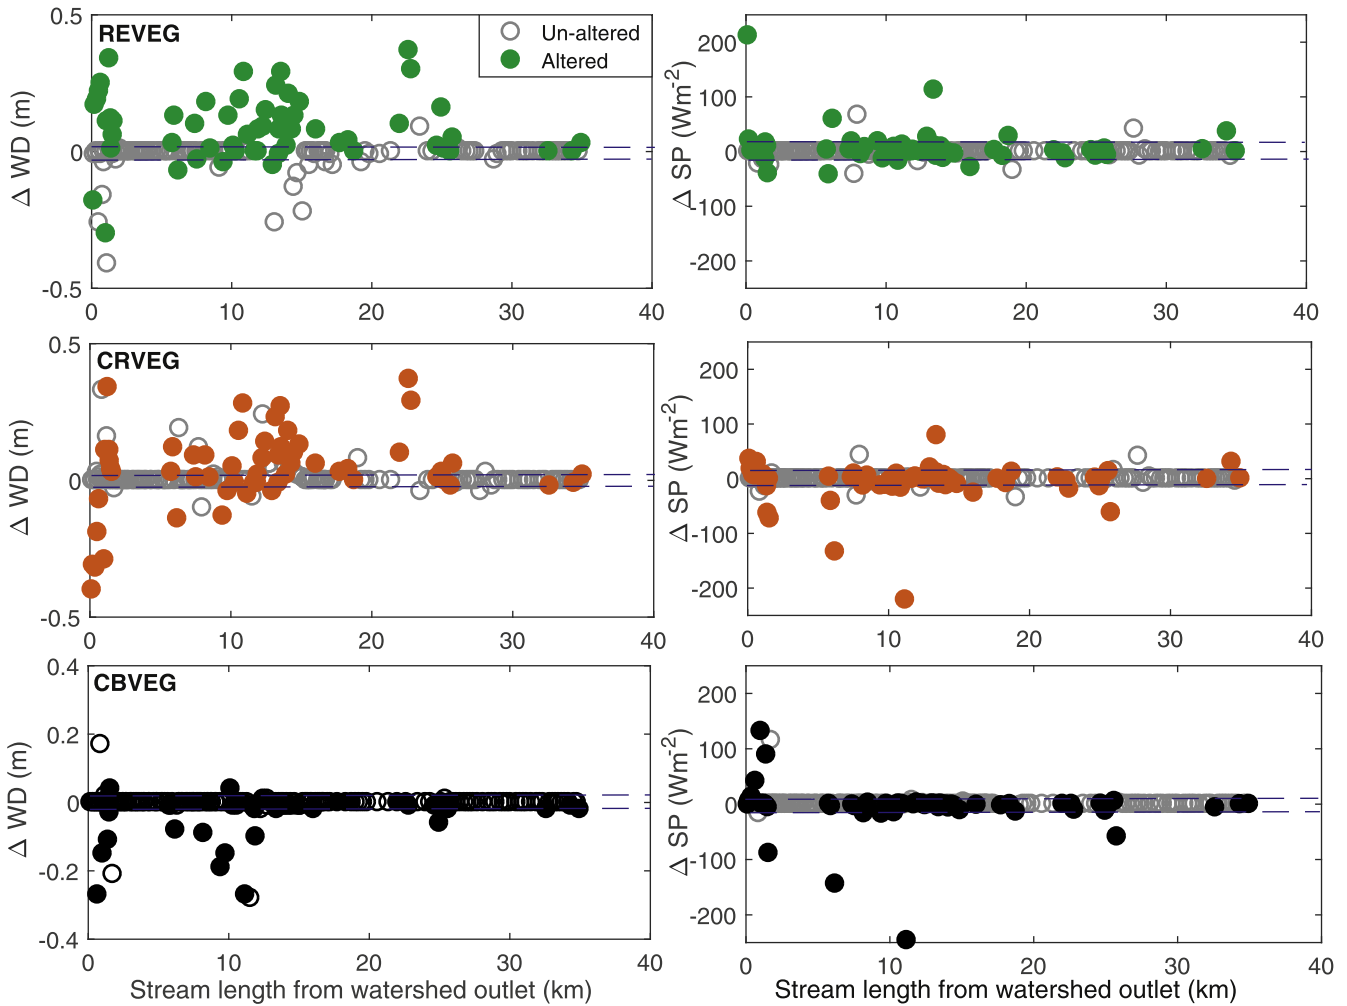 REVEG
Un-altered
Altered
Δ WD (m)
0.5
0
-0.5
0 10 20 30 40
Δ SP (Wm-2)
200
100
0
-100
-200
0 10 20 30 40
CRVEG
Δ WD (m)
0.5
0
-0.5
0 10 20 30 40
Δ SP (Wm-2)
200
100
0
-100
-200
0 10 20 30 40
CBVEG
Δ WD (m)
0.4
0.2
0
-0.2
-0.4
0 10 20 30 40
Stream length from watershed outlet (km)
Δ SP (Wm-2)
200
100
0
-100
-200
0 10 20 30 40
Stream length from watershed outlet (km)